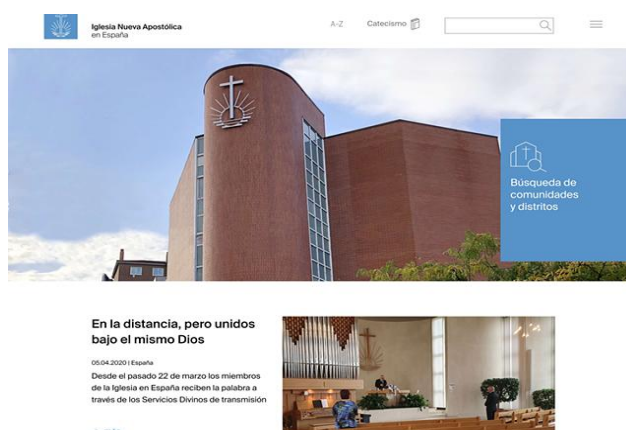 Iglesia Nueva Apostólica
en España
A-Z
Catecismo
Búsqueda de
comunidades
y distritos
En la distancia, pero unidos
bajo el mismo Dios
05.04.2020 | España
Desde el pasado 22 de marzo los miembros
de la Iglesia en España reciben la palabra a
través de los Servicios Divinos de transmisión